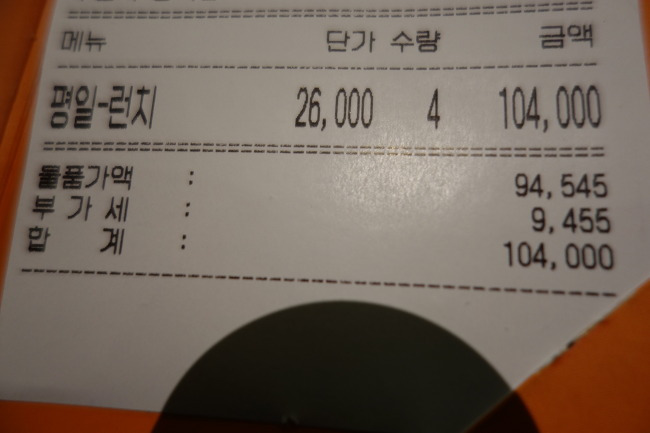 메뉴 단가 수량 금액
평일-런치 26,000 4 104,000
물품가액 : 94,545
부 가 세 : 9,455
합 계 : 104,000